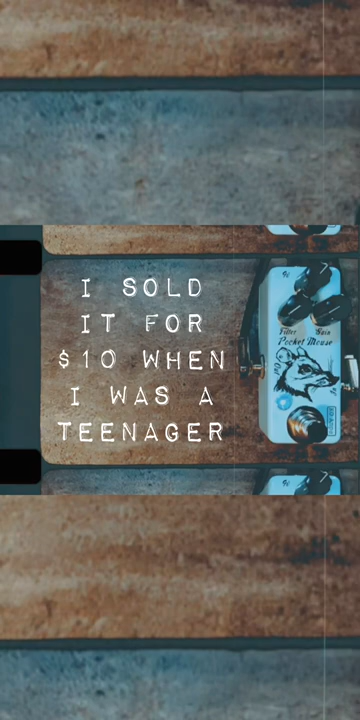 I SOLD
IT FOR
$10 WHEN
I WAS A
TEENAGER
Filter Gain
Pocket Mouse